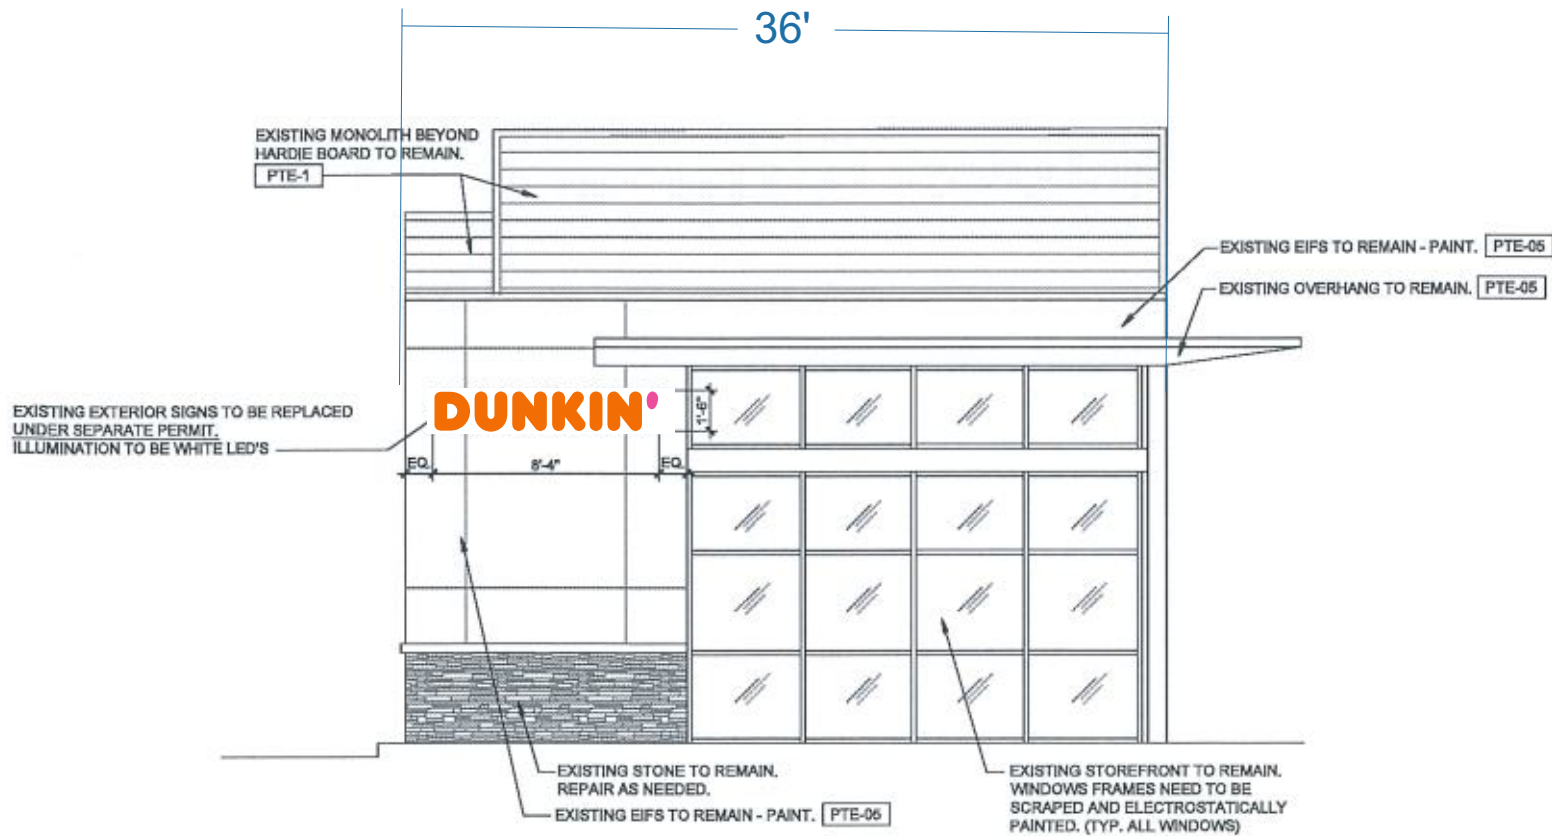 36'
EXISTING MONOLITH BEYOND
HARDIE BOARD TO REMAIN.
PTE-1
EXISTING EIFS TO REMAIN - PAINT. PTE-05
EXISTING OVERHANG TO REMAIN. PTE-05
EXISTING EXTERIOR SIGNS TO BE REPLACED
UNDER SEPARATE PERMIT.
ILLUMINATION TO BE WHITE LED'S
DUNKIN'
1'-6"
EQ. 8'-4" EQ.
EXISTING STONE TO REMAIN.
REPAIR AS NEEDED.
EXISTING EIFS TO REMAIN - PAINT. PTE-05
EXISTING STOREFRONT TO REMAIN.
WINDOWS FRAMES NEED TO BE
SCRAPED AND ELECTROSTATICALLY
PAINTED. (TYP. ALL WINDOWS)